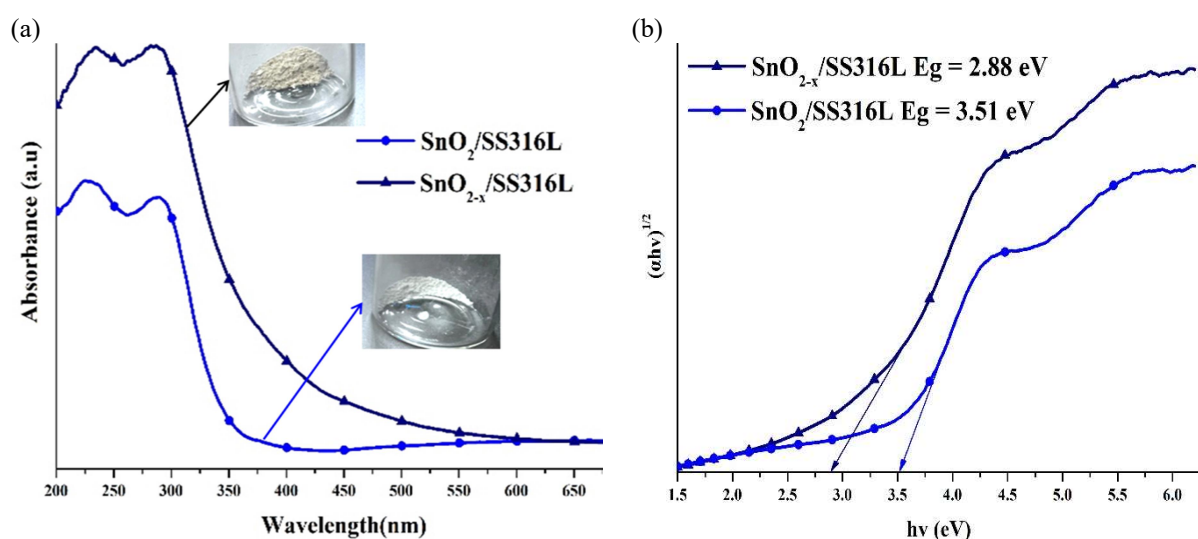 (a)
Absorbance (a.u)
SnO₂/SS316L
SnO₂₋ₓ/SS316L
200 250 300 350 400 450 500 550 600 650
Wavelength(nm)
(b)
(αhν)¹ᐟ²
SnO₂₋ₓ/SS316L Eg = 2.88 eV
SnO₂/SS316L Eg = 3.51 eV
1.5 2.0 2.5 3.0 3.5 4.0 4.5 5.0 5.5 6.0
hν (eV)